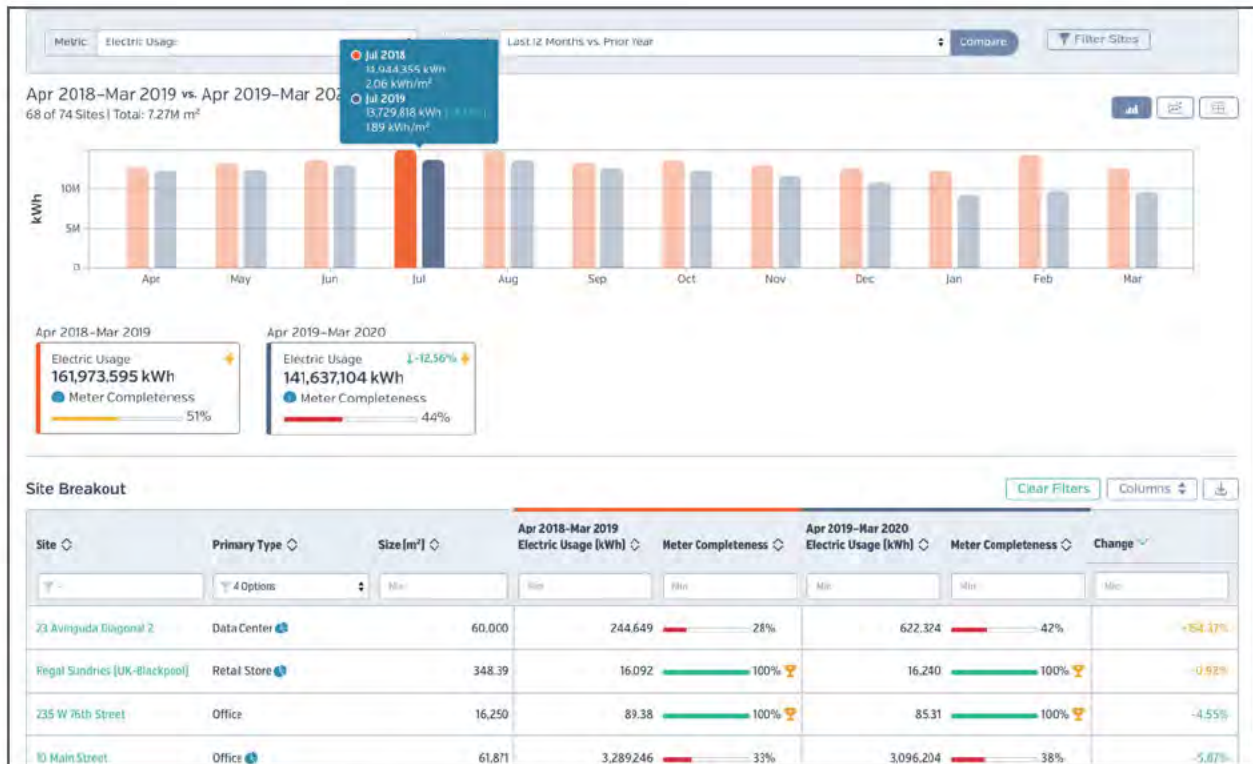 Metric Electric Usage Last 12 Months vs. Prior Year Compare Filter Sites
Jul 2018
14,944,355 kWh
2.06 kWh/m²
Jul 2019
13,729,818 kWh
1.89 kWh/m²
Apr 2018–Mar 2019 vs. Apr 2019–Mar
68 of 74 Sites | Total: 7.27M m²
kWh
10M
5M
0
Apr May Jun Jul Aug Sep Oct Nov Dec Jan Feb Mar
Apr 2018–Mar 2019 Apr 2019–Mar 2020
Electric Usage Electric Usage ↓-12.56%
161,973,595 kWh 141,637,104 kWh
Meter Completeness Meter Completeness
51% 44%
Site Breakout Clear Filters Columns
Apr 2018-Mar 2019 Apr 2019-Mar 2020
Site Primary Type Size [m²] Electric Usage [kWh] Meter Completeness Electric Usage [kWh] Meter Completeness Change
4 Options Min Min Min Min Min Min
23 Avinguda Diagonal 2 Data Center 60,000 244,649 28% 622,324 42%
Regal Sundries [UK-Blackpool] Retail Store 348.39 16,092 100% 16,240 100%
235 W 76th Street Office 16,250 89.38 100% 85.31 100% -4.55%
10 Main Street Office 61,871 3,289,246 33% 3,096,204 38% -5.87%